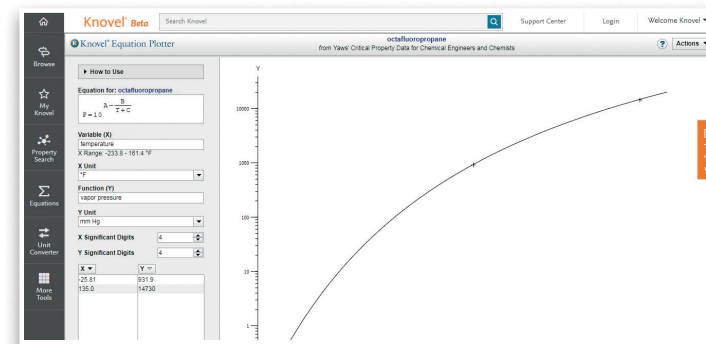 Knovel® Beta
Search Knovel
Support Center
Login
Welcome Knovel
Browse
My
Knovel
Property
Search
Equations
Unit
Converter
More
Tools
Knovel® Equation Plotter
octafluoropropane
from Yaws' Critical Property Data for Chemical Engineers and Chemists
?
Actions
How to Use
Equation for: octafluoropropane
P = 10 A − B / T + C
Variable (X)
temperature
X Range: -233.8 - 161.4 °F
X Unit
°F
Function (Y)
vapor pressure
Y Unit
mm Hg
X Significant Digits 4
Y Significant Digits 4
X Y
-25.81 931.9
135.0 14730
Y
10000
1000
100
10
1